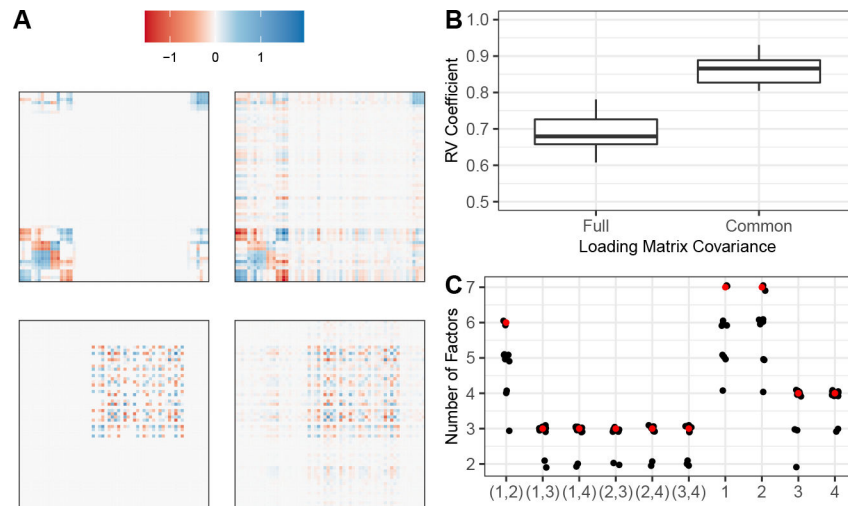 A
−1 0 1
B
RV Coefficient
1.0
0.9
0.8
0.7
0.6
0.5
Full Common
Loading Matrix Covariance
C
Number of Factors
7
6
5
4
3
2
(1,2) (1,3) (1,4) (2,3) (2,4) (3,4) 1 2 3 4